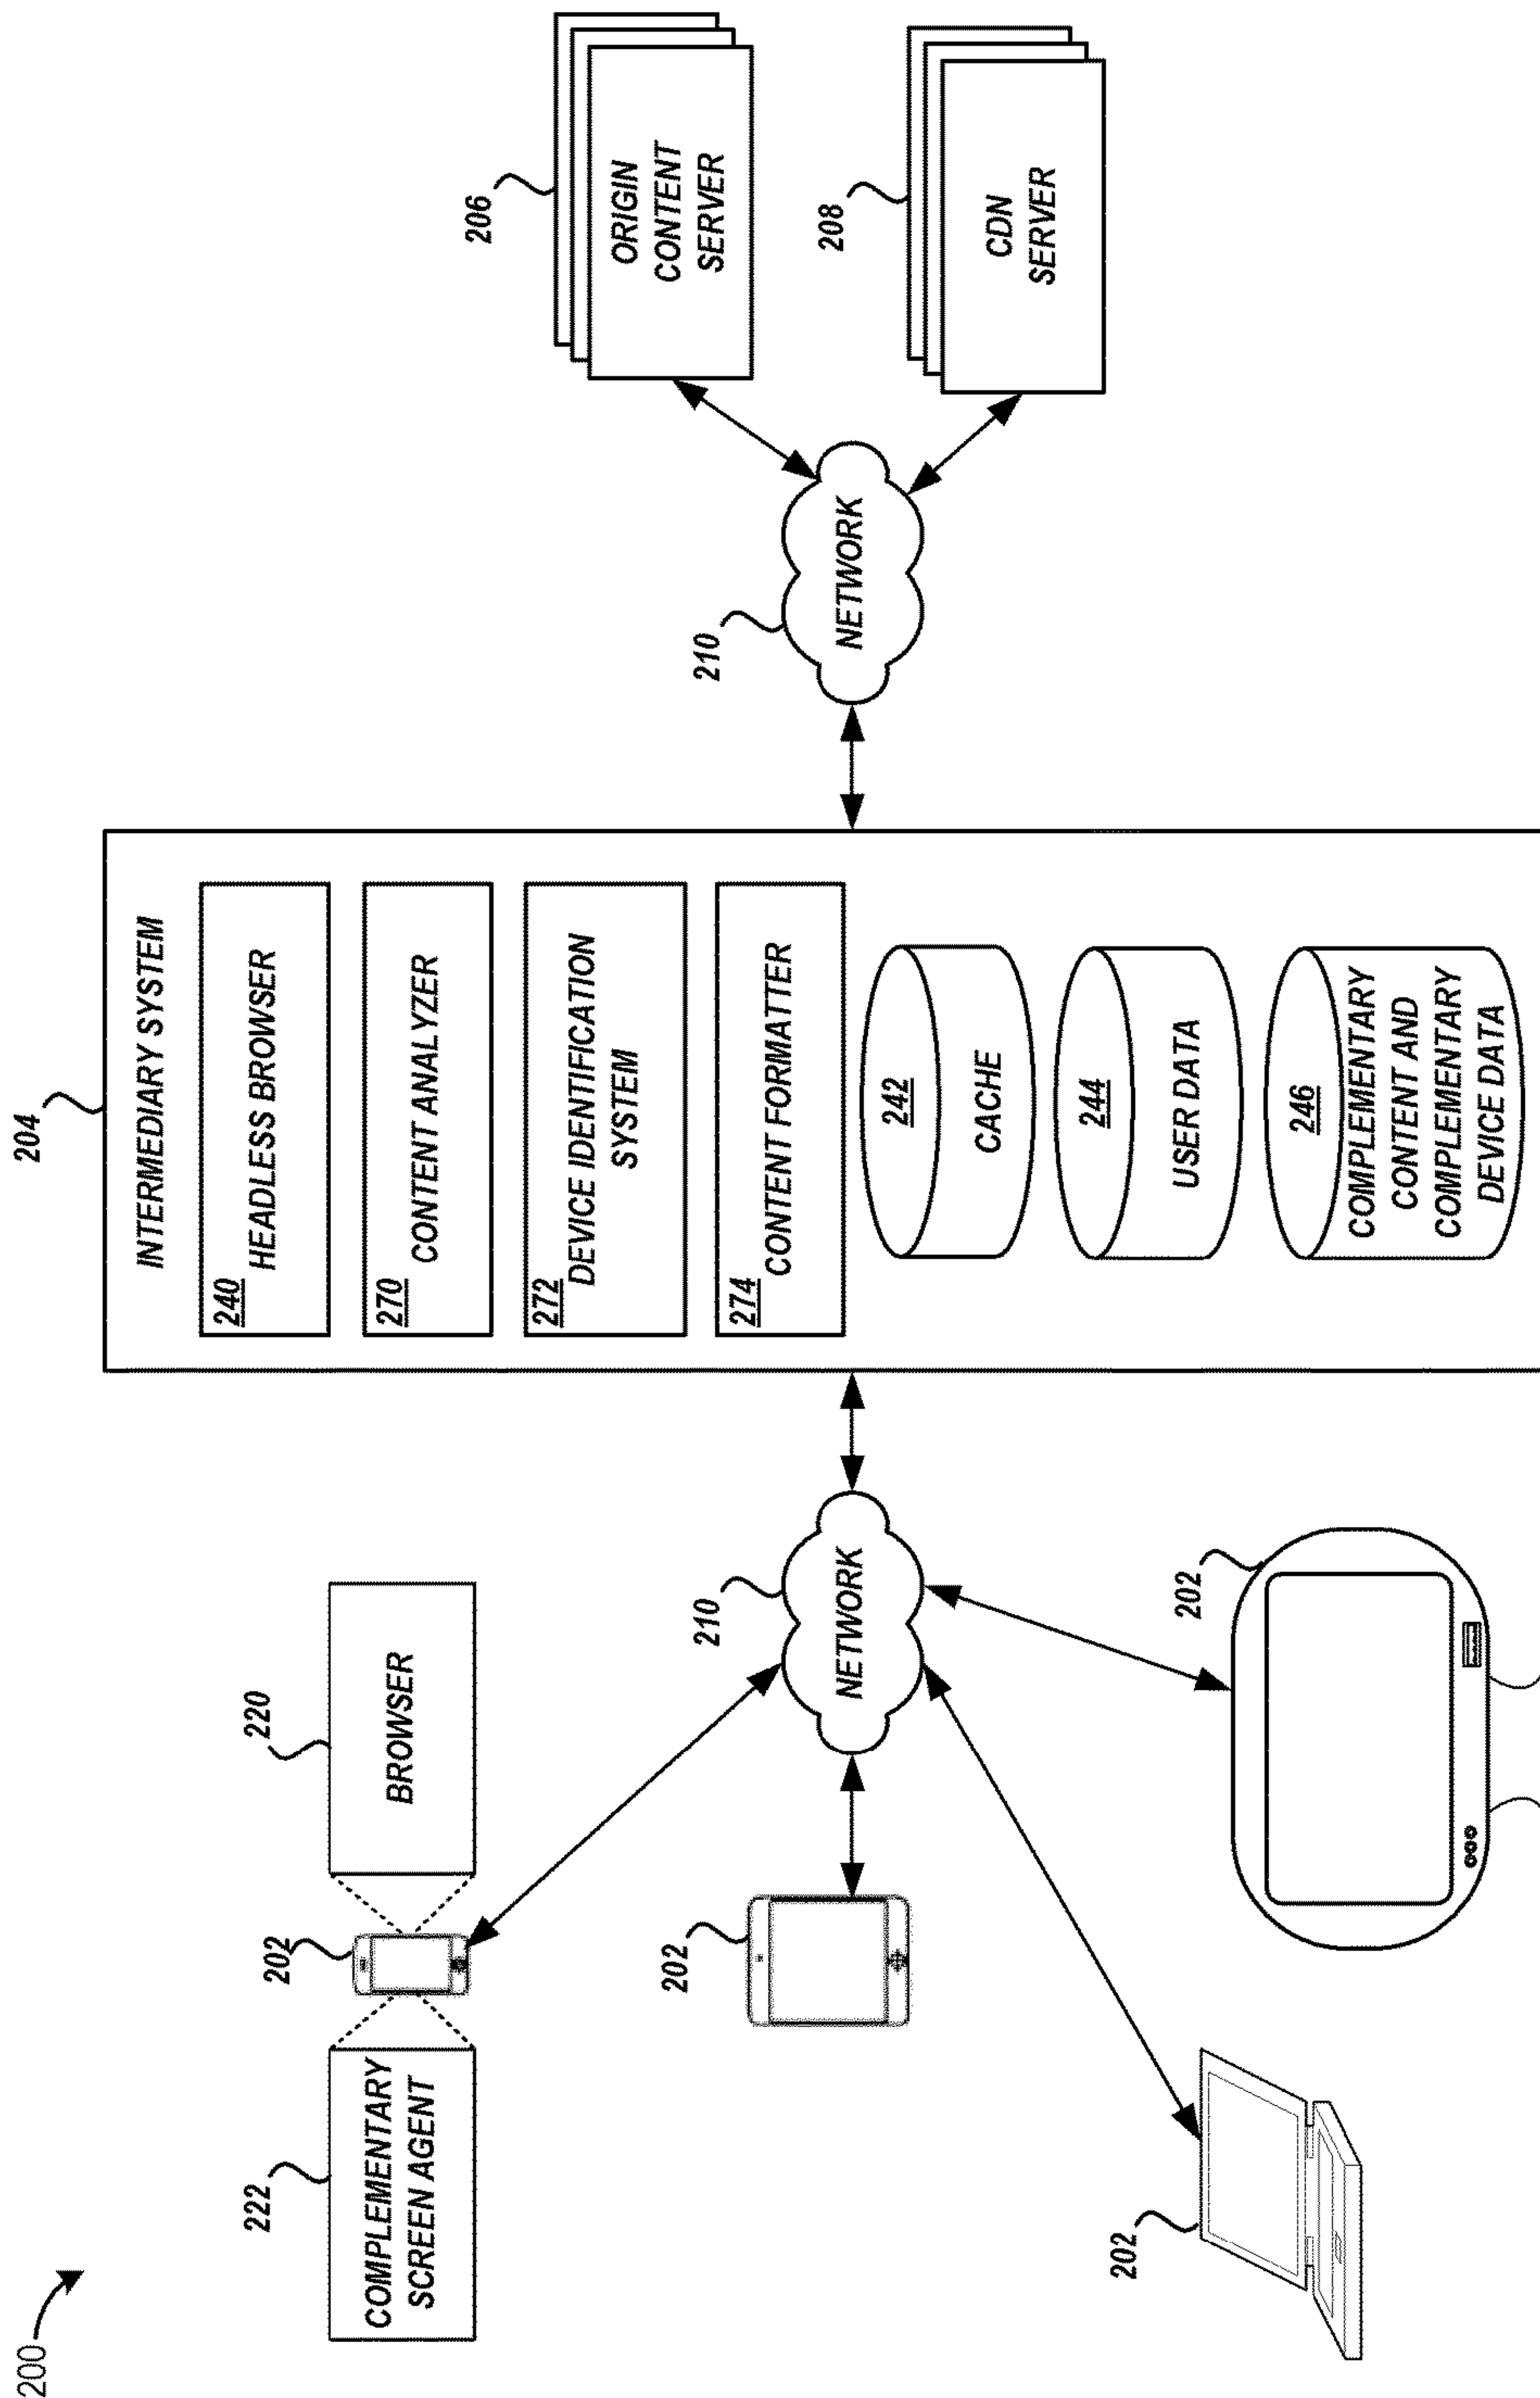 200
222
COMPLEMENTARY
SCREEN AGENT
202
220
BROWSER
202
202
202
210
NETWORK
204
INTERMEDIARY SYSTEM
240
HEADLESS BROWSER
270
CONTENT ANALYZER
272
DEVICE IDENTIFICATION
SYSTEM
274
CONTENT FORMATTER
242
CACHE
244
USER DATA
246
COMPLEMENTARY
CONTENT AND
COMPLEMENTARY
DEVICE DATA
210
NETWORK
206
ORIGIN
CONTENT
SERVER
208
CDN
SERVER